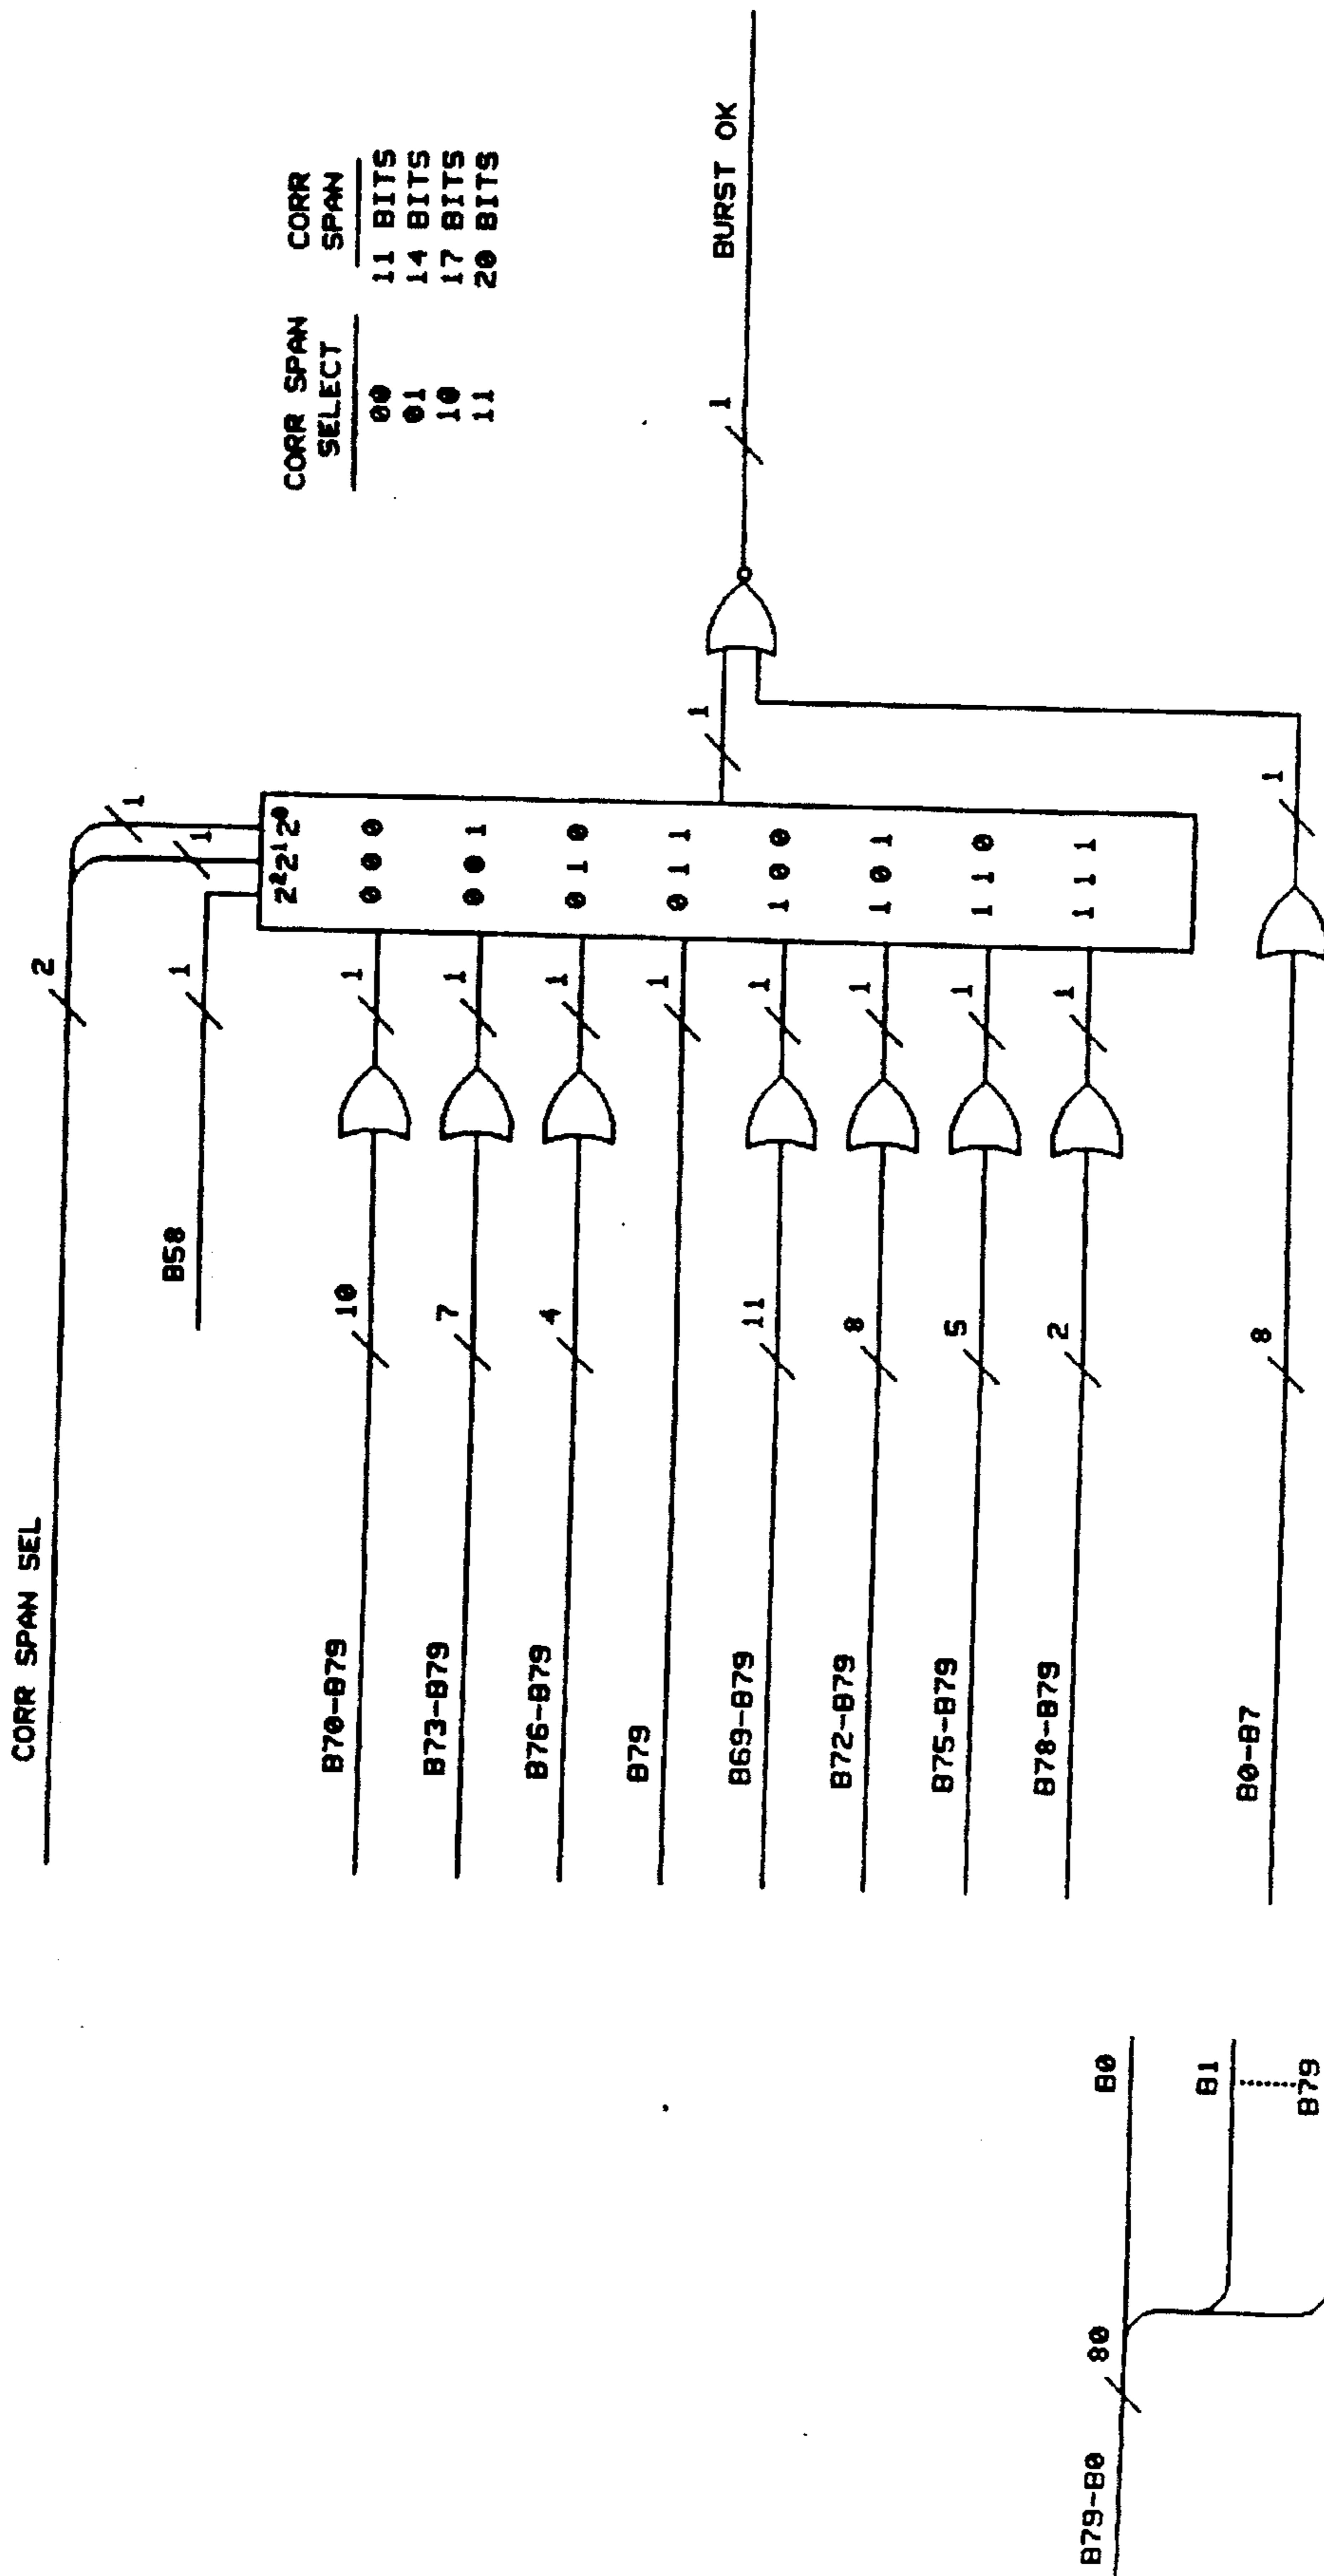 CORR SPAN SEL
2
1
1
B58
1
2² 2¹ 2⁰
B70-B79
10
1
0 0 0
B73-B79
7
1
0 0 1
B76-B79
4
1
0 1 0
B79
1
0 1 1
B69-B79
11
1
1 0 0
B72-B79
8
1
1 0 1
B75-B79
5
1
1 1 0
B78-B79
2
1
1 1 1
B0-B7
8
1
1
1
BURST OK
CORR SPAN CORR
SELECT SPAN
00 11 BITS
01 14 BITS
10 17 BITS
11 20 BITS
B79-B0
80
B0
B1
B79